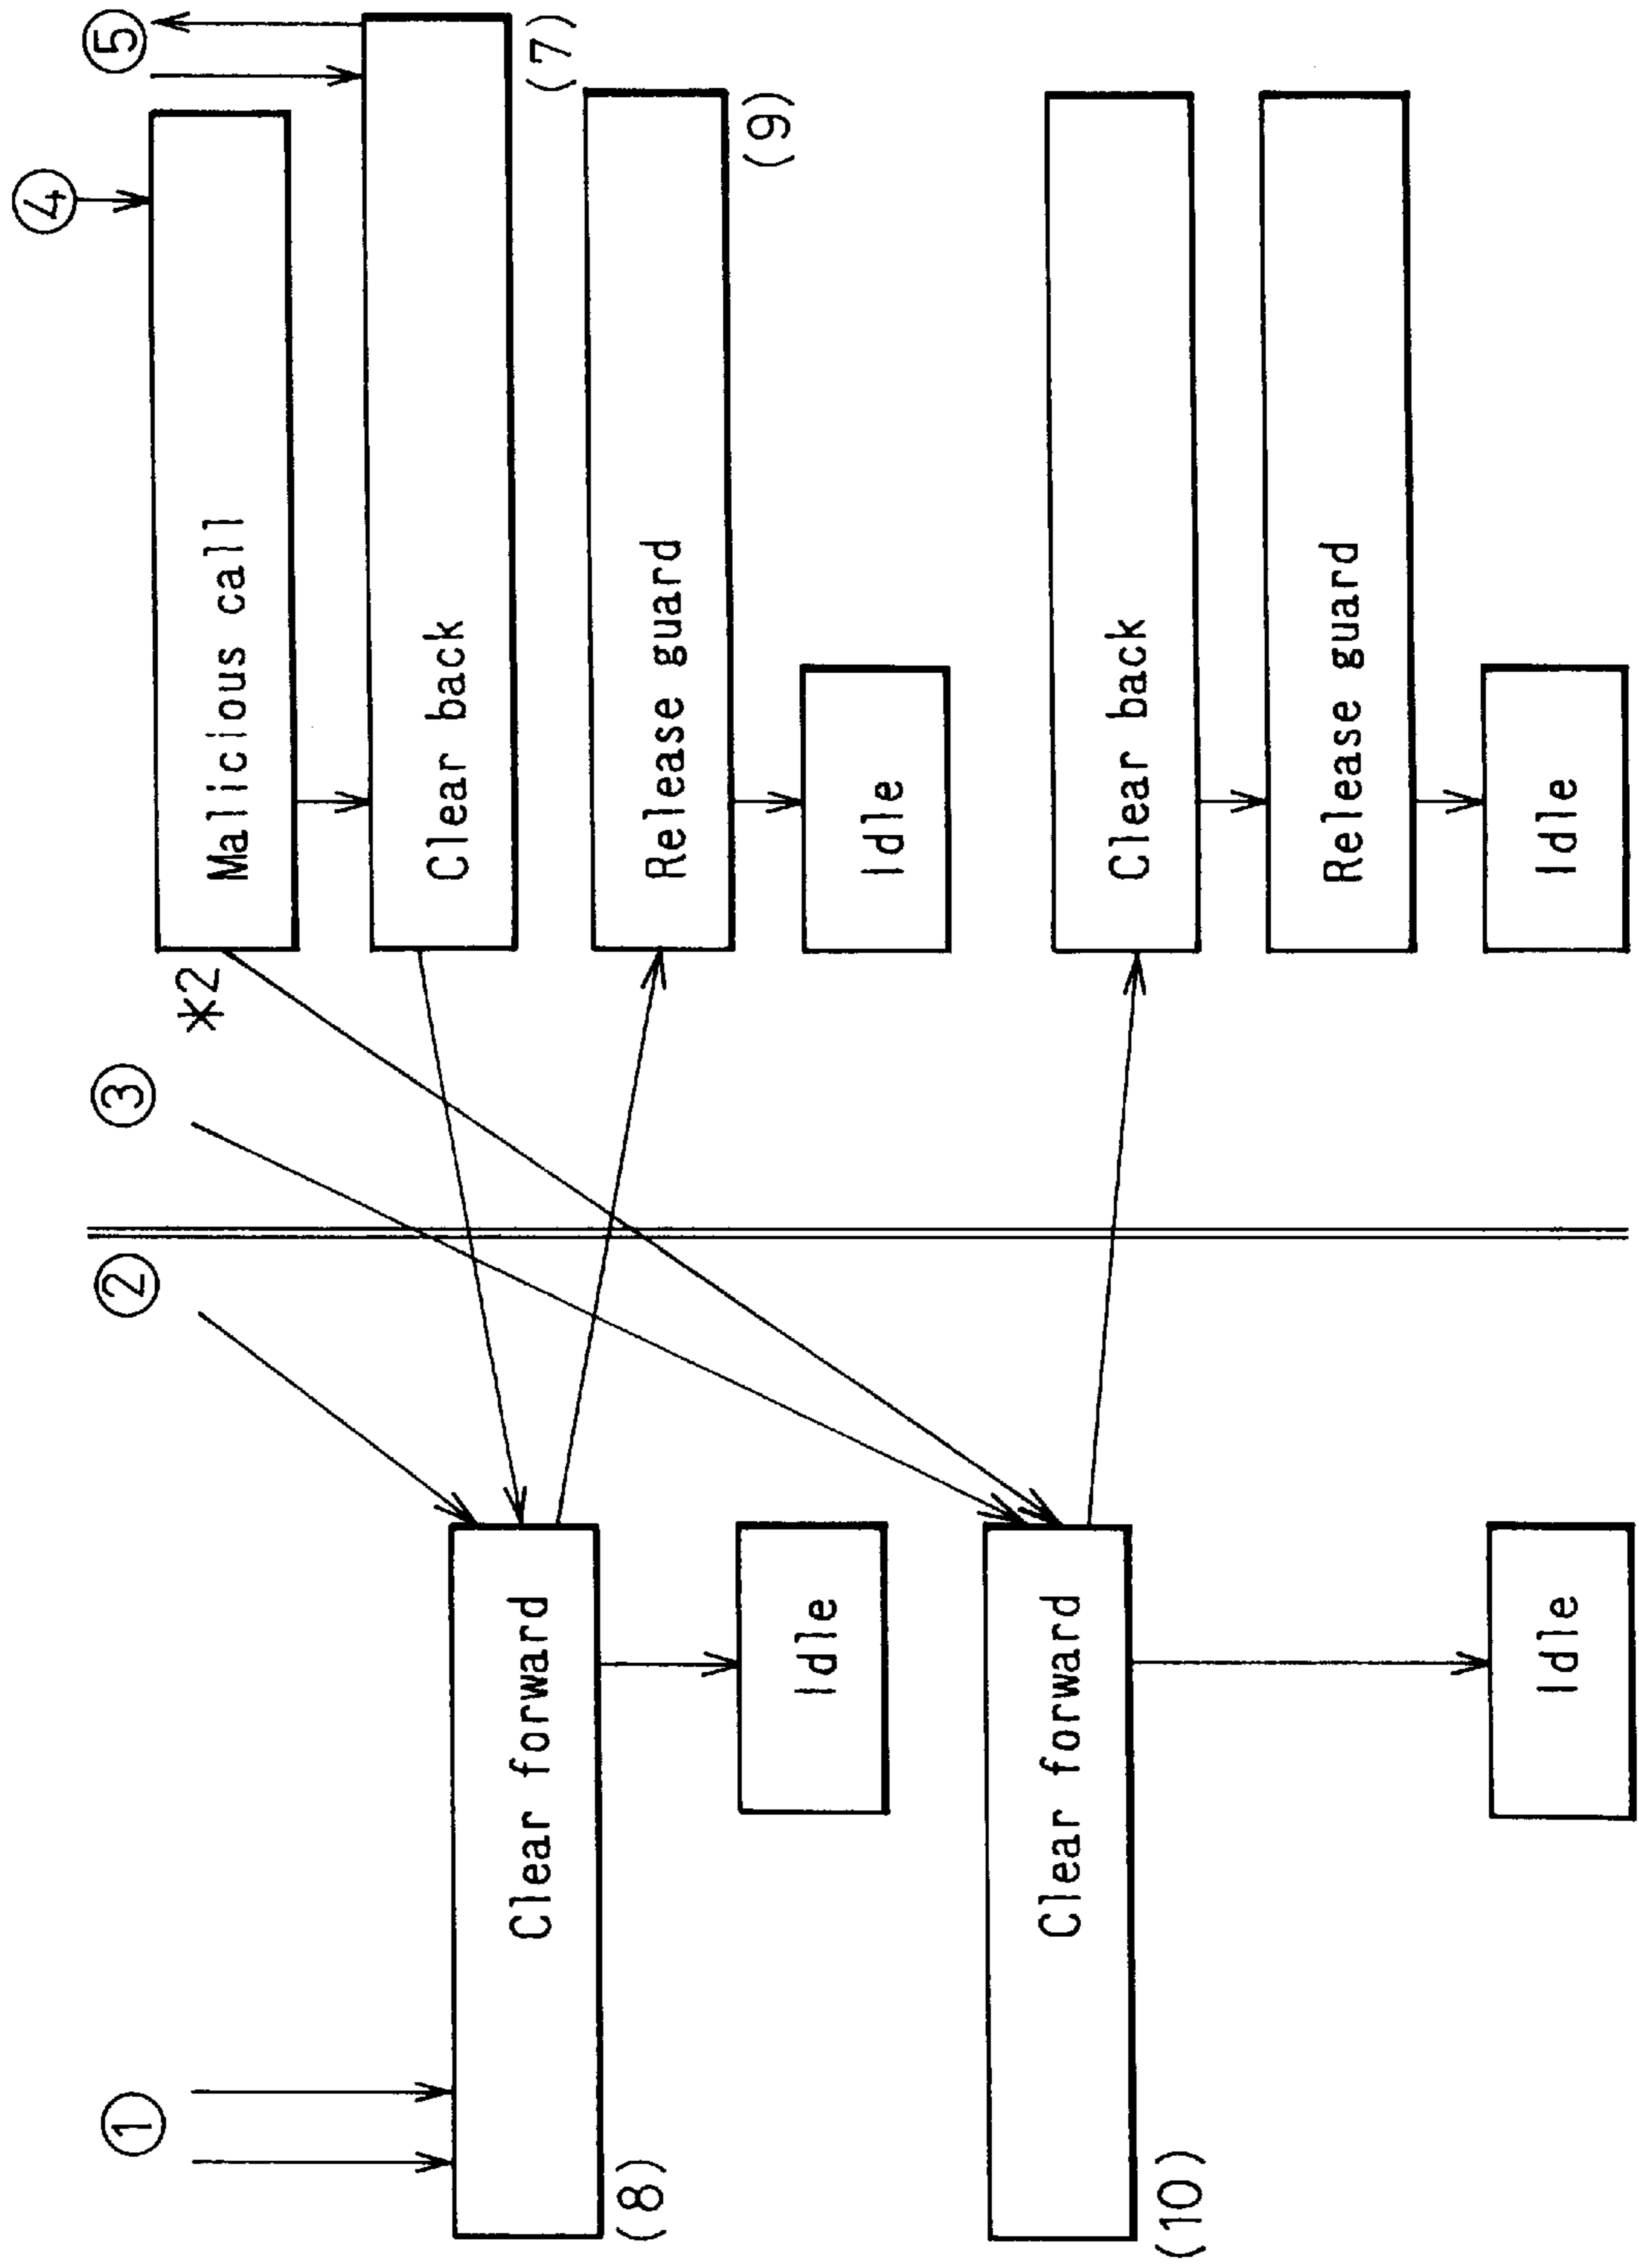 ④
① ② ③ ⑤
*2
Malicious call
Clear back
Clear forward
(7)
(8)
Release guard
(9)
Idle
Idle
Clear forward
Clear back
(10)
Release guard
Idle
Idle